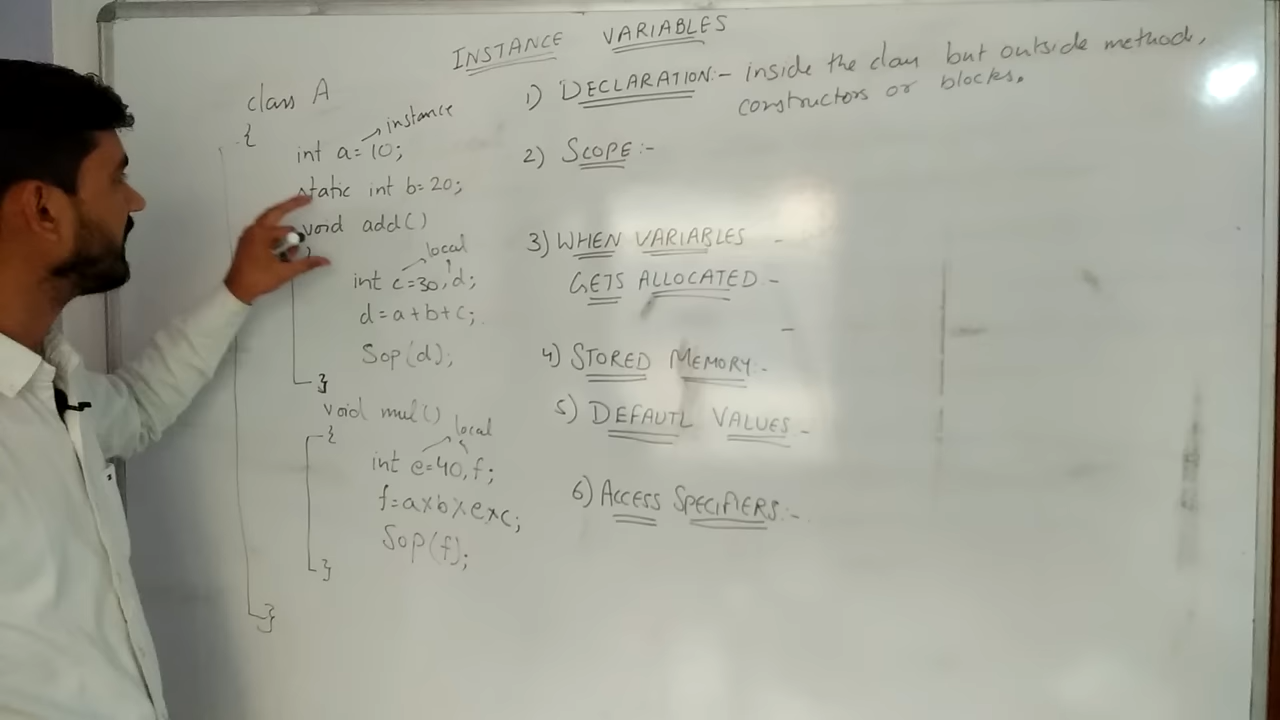 INSTANCE VARIABLES
class A
{
int a=10; → instance
static int b=20;
void add()
{
int c=30, d; → local
d=a+b+c;
Sop(d);
}
void mul()
{
int e=40, f; → local
f=a×b×e×c;
Sop(f);
}
}
1) DECLARATION:- inside the class but outside method,
constructors or blocks.
2) SCOPE:-
3) WHEN VARIABLES -
GETS ALLOCATED -
-
4) STORED MEMORY:-
5) DEFAUTL VALUES -
6) ACCESS SPECIFIERS:-